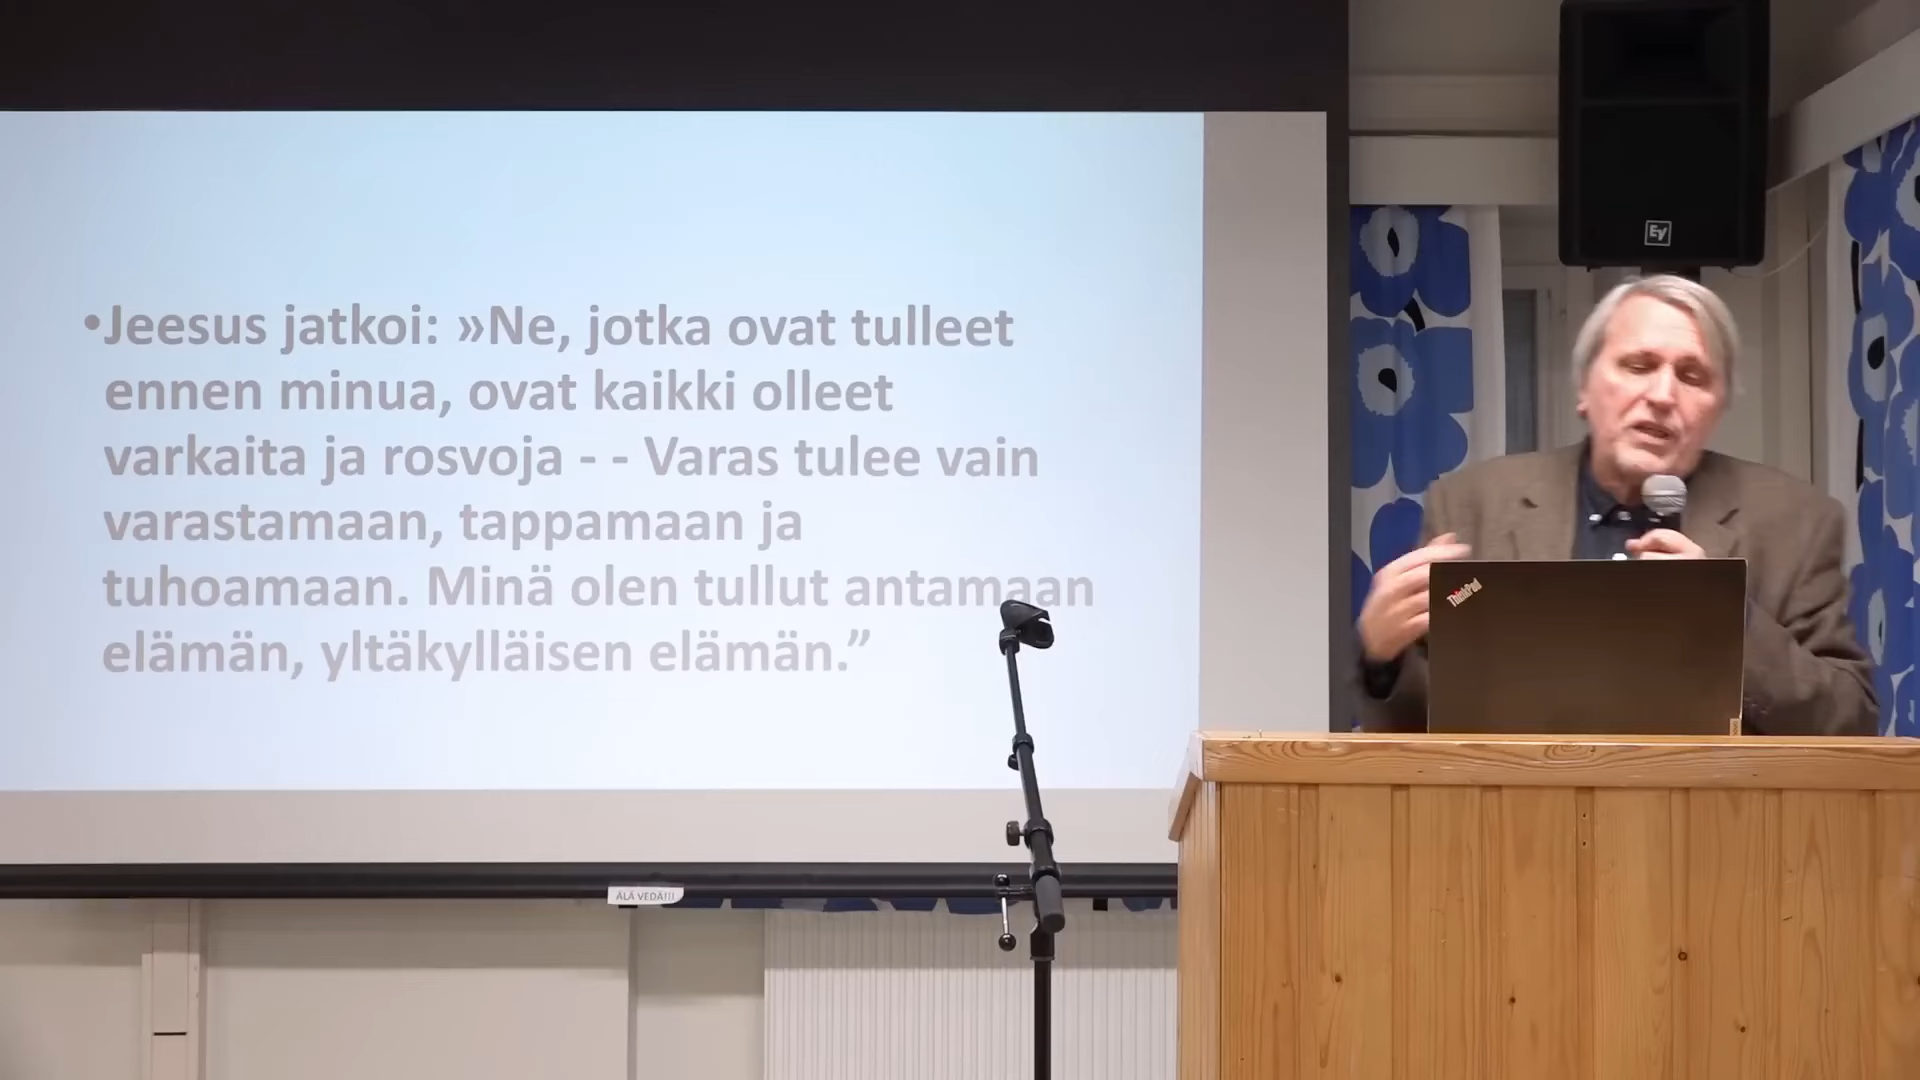 •Jeesus jatkoi: »Ne, jotka ovat tulleet
ennen minua, ovat kaikki olleet
varkaita ja rosvoja - - Varas tulee vain
varastamaan, tappamaan ja
tuhoamaan. Minä olen tullut antamaan
elämän, yltäkylläisen elämän.”
EV
ThinkPad
ÄLÄ VEDÄ!!!